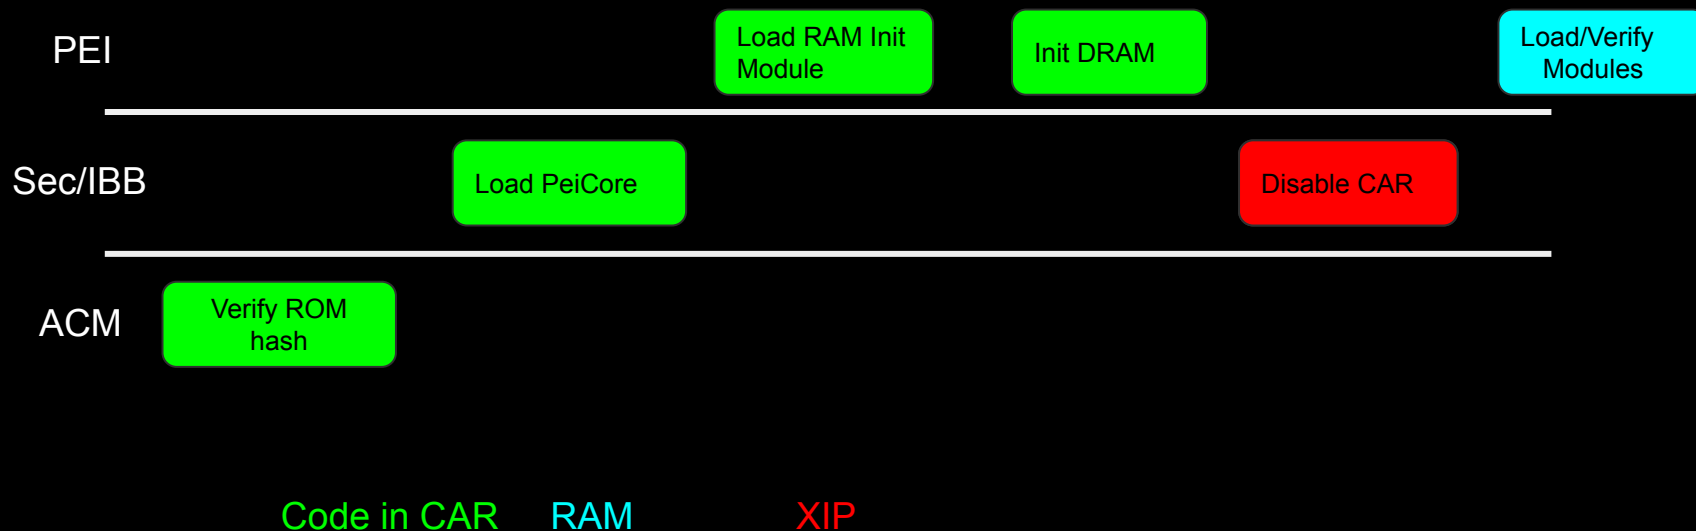 PEI
Load RAM Init
Module
Init DRAM
Load/Verify
Modules
Sec/IBB
Load PeiCore
Disable CAR
ACM
Verify ROM
hash
Code in CAR
RAM
XIP